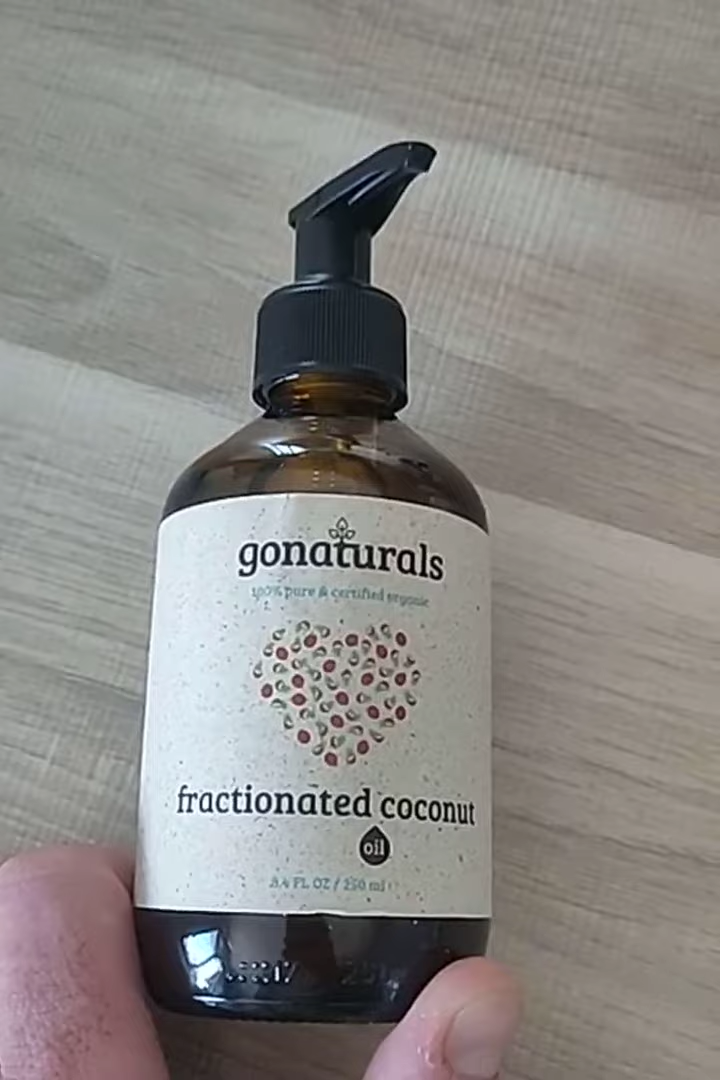 gonaturals
100% pure & certified organic
fractionated coconut
oil
8.4 FL OZ / 250 ml